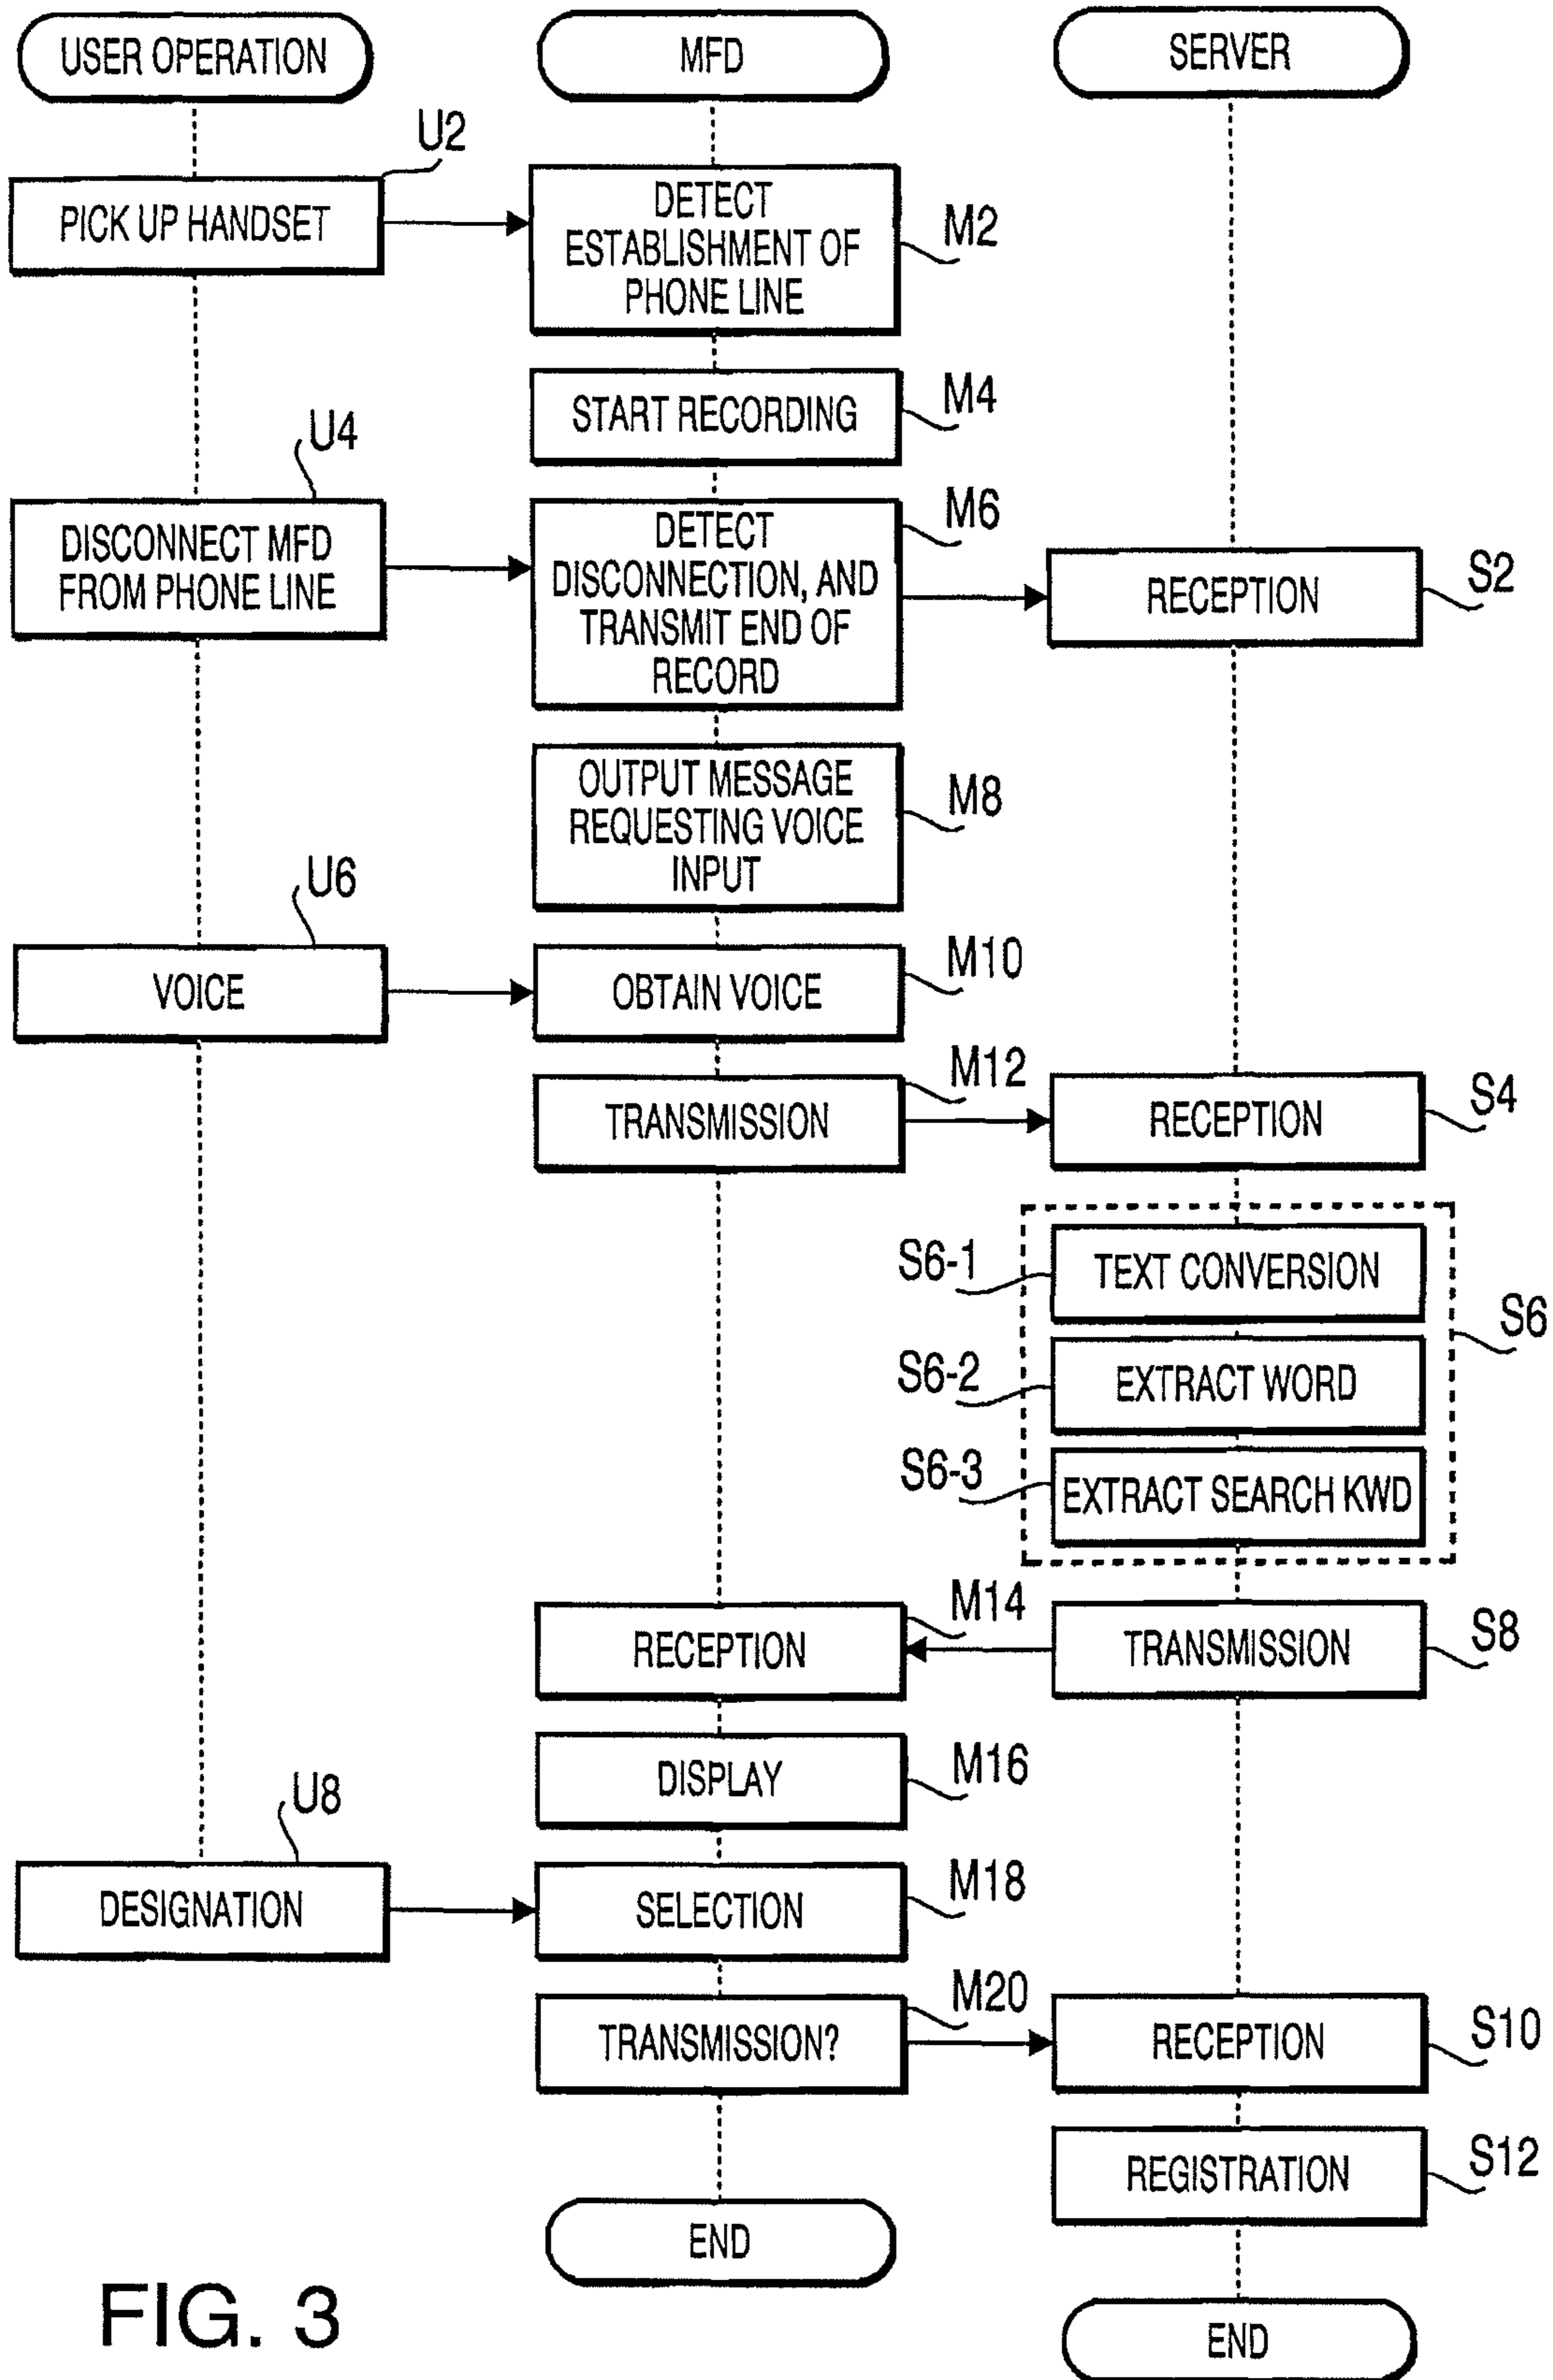 USER OPERATION
MFD
SERVER
U2
PICK UP HANDSET
DETECT
ESTABLISHMENT OF
PHONE LINE
M2
START RECORDING
M4
U4
DISCONNECT MFD
FROM PHONE LINE
DETECT
DISCONNECTION, AND
TRANSMIT END OF
RECORD
M6
RECEPTION
S2
OUTPUT MESSAGE
REQUESTING VOICE
INPUT
M8
U6
VOICE
OBTAIN VOICE
M10
TRANSMISSION
M12
RECEPTION
S4
S6-1
TEXT CONVERSION
S6
S6-2
EXTRACT WORD
S6-3
EXTRACT SEARCH KWD
RECEPTION
M14
TRANSMISSION
S8
DISPLAY
M16
U8
DESIGNATION
SELECTION
M18
TRANSMISSION?
M20
RECEPTION
S10
REGISTRATION
S12
END
END
FIG. 3